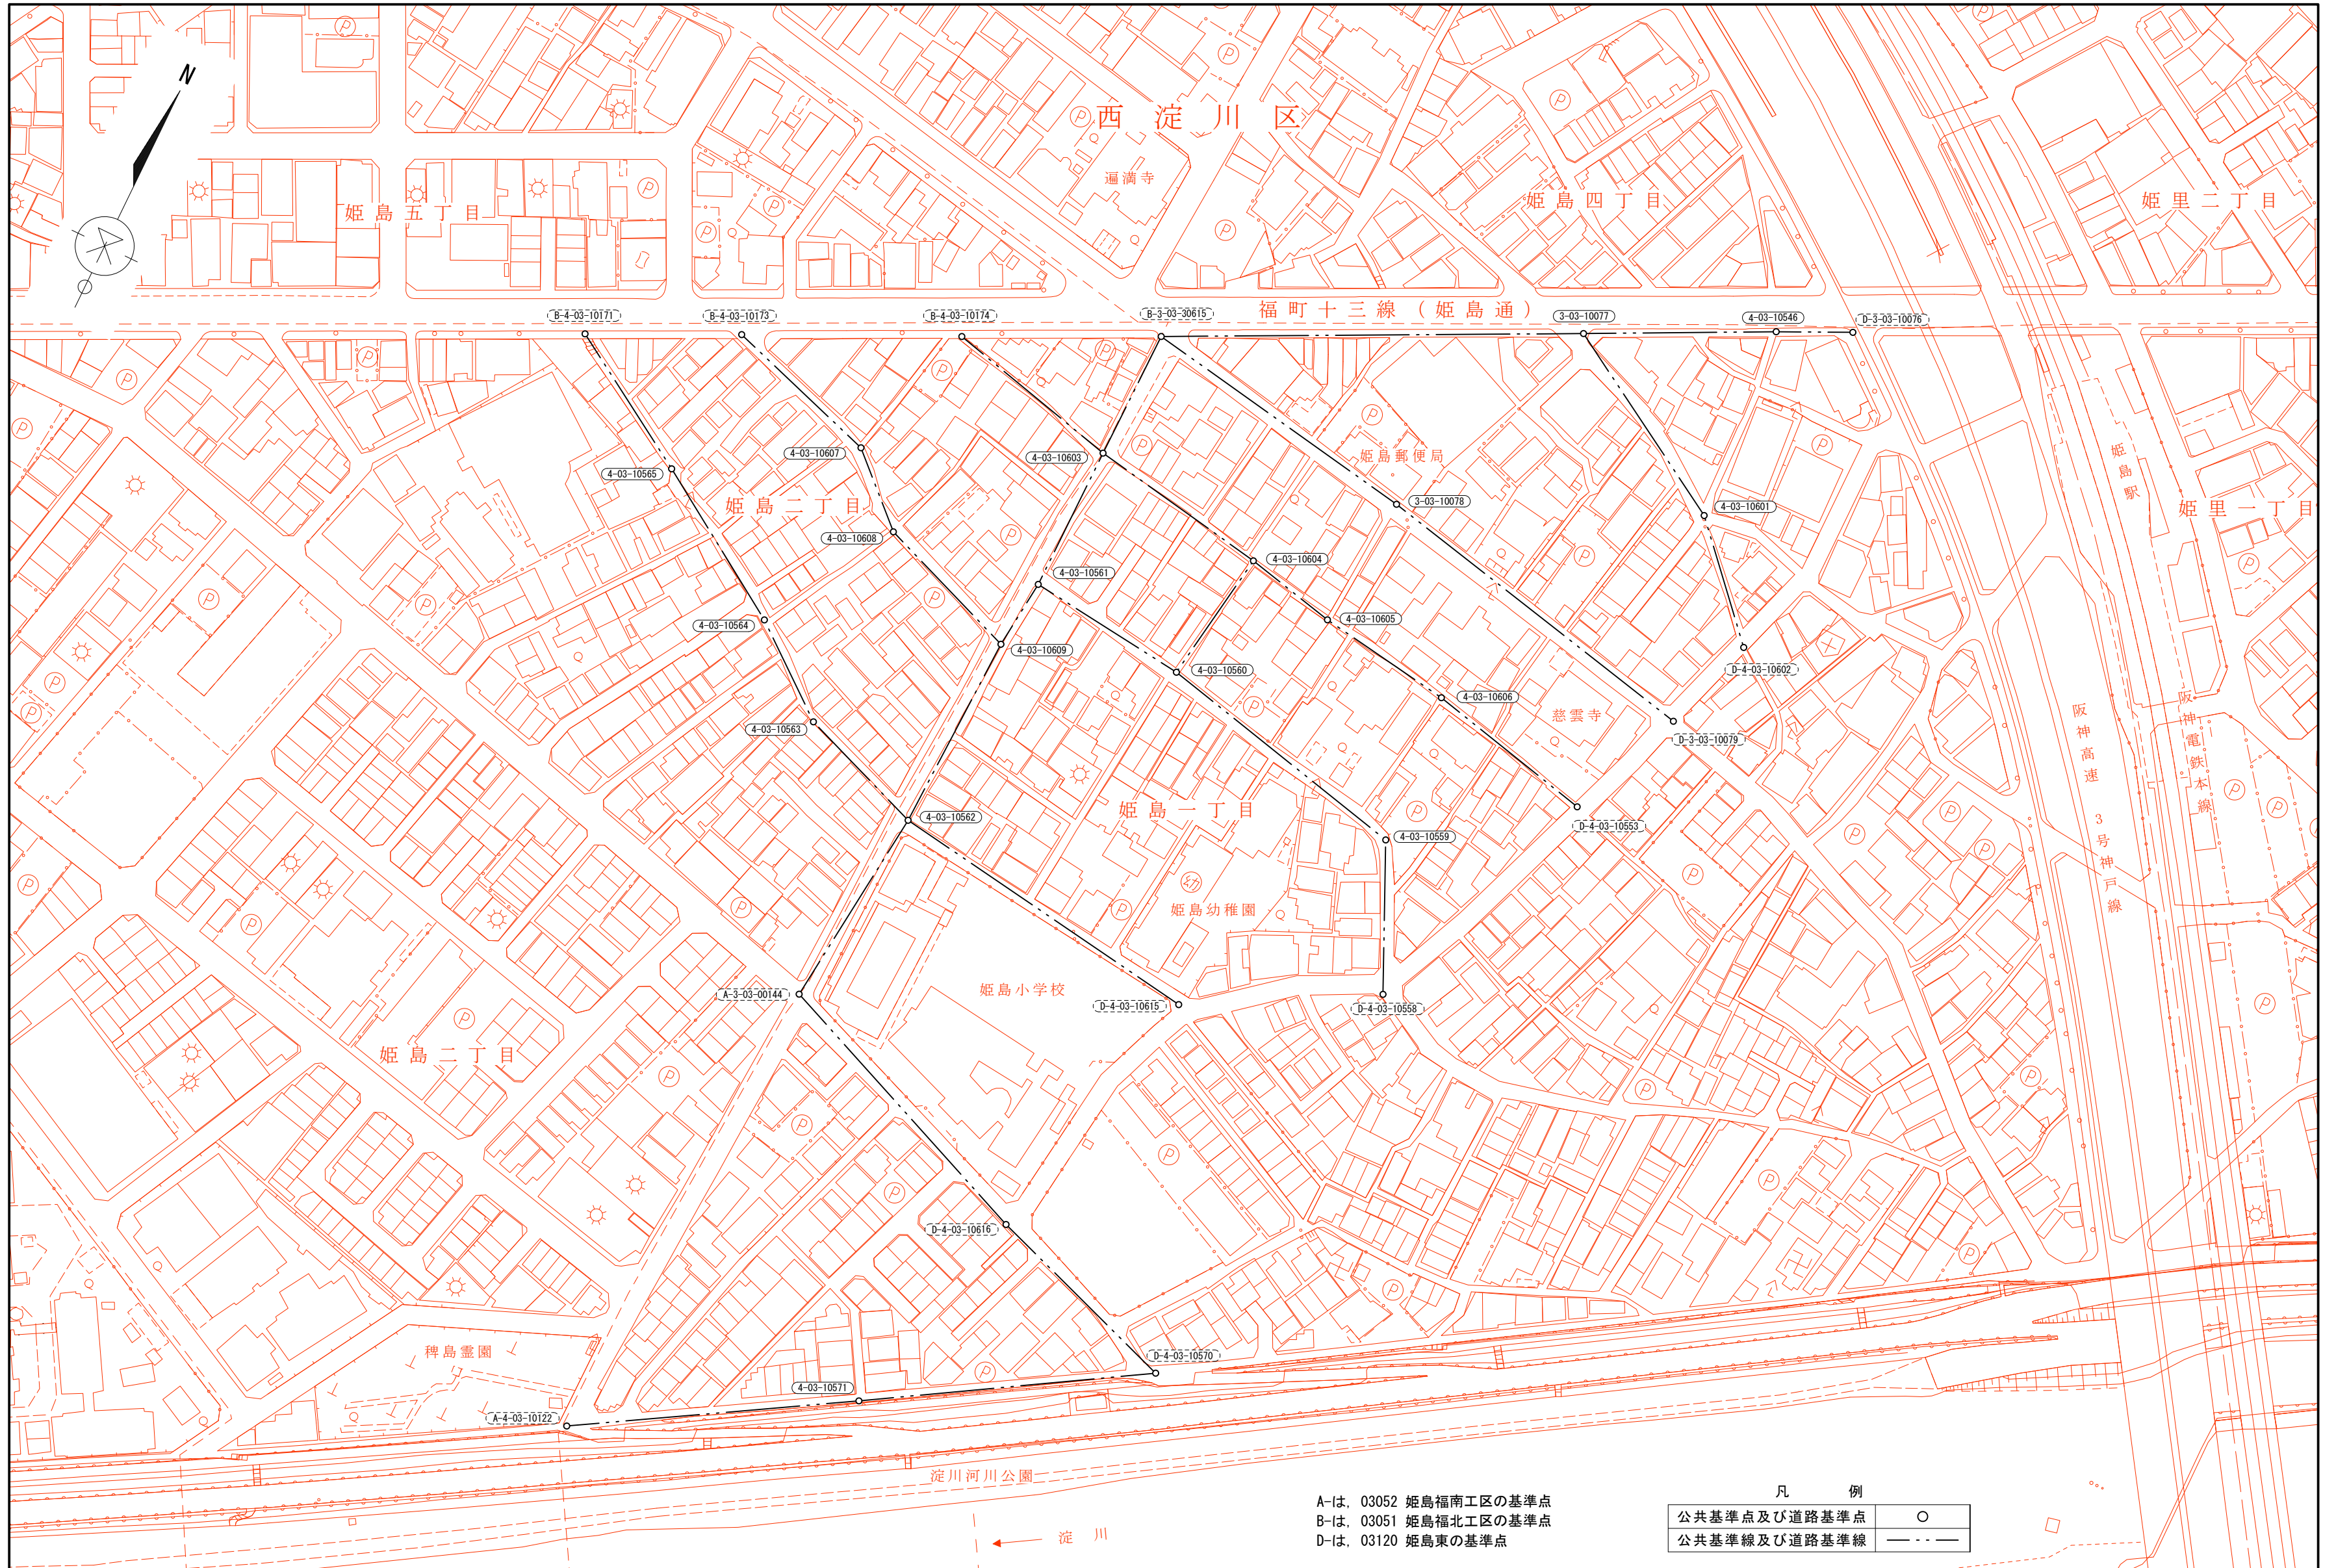 N
西淀川区
遍満寺
姫島五丁目
姫島四丁目
姫里二丁目
福町十三線（姫島通）
B-4-03-10171
B-4-03-10173
B-4-03-10174
B-3-03-30615
3-03-10077
4-03-10546
D-3-03-10076
4-03-10607
4-03-10603
姫島郵便局
姫島駅
4-03-10565
姫島二丁目
3-03-10078
4-03-10601
姫里一丁目
4-03-10608
4-03-10604
4-03-10561
4-03-10605
4-03-10564
4-03-10609
4-03-10560
D-4-03-10602
4-03-10606
慈雲寺
4-03-10563
D-3-03-10079
阪神高速 3号神戸線
阪神電鉄本線
姫島一丁目
4-03-10562
D-4-03-10553
4-03-10559
幼
姫島幼稚園
A-3-03-00144
姫島小学校
D-4-03-10615
D-4-03-10558
姫島二丁目
D-4-03-10616
稗島霊園
D-4-03-10570
4-03-10571
A-4-03-10122
淀川河川公園
淀川
A-は，03052 姫島福南工区の基準点
B-は，03051 姫島福北工区の基準点
D-は，03120 姫島東の基準点
凡例
公共基準点及び道路基準点
公共基準線及び道路基準線